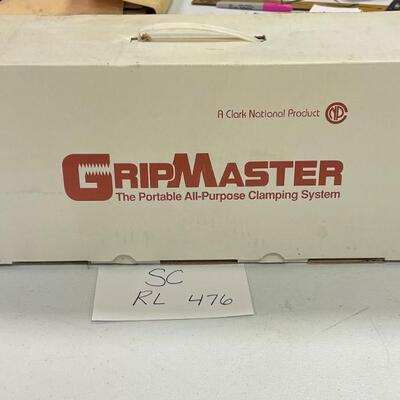 A Clark National Product
GRIPMASTER
The Portable All-Purpose Clamping System
SC
RL 476